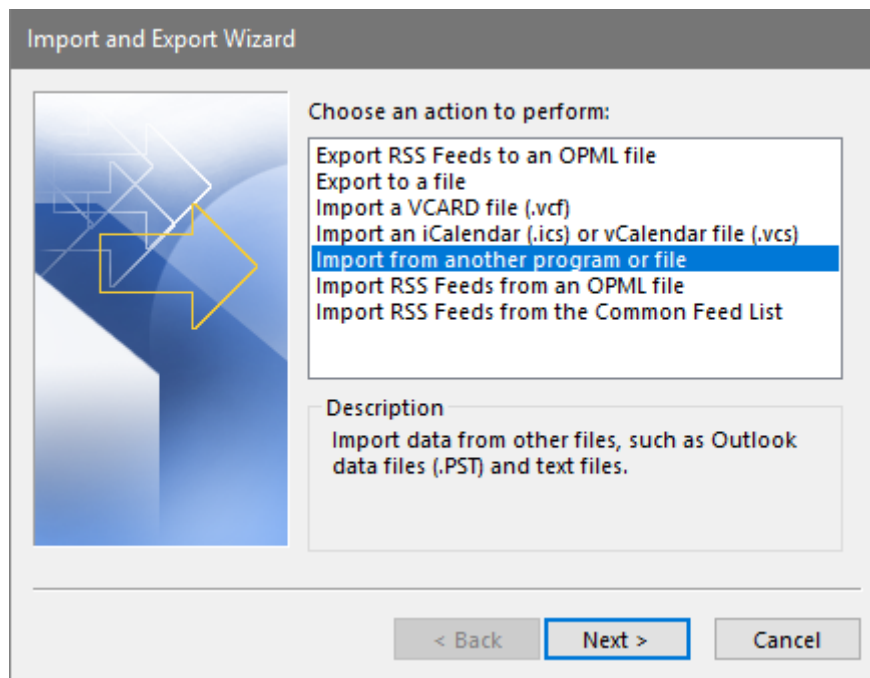 Import and Export Wizard
Choose an action to perform:
Export RSS Feeds to an OPML file
Export to a file
Import a VCARD file (.vcf)
Import an iCalendar (.ics) or vCalendar file (.vcs)
Import from another program or file
Import RSS Feeds from an OPML file
Import RSS Feeds from the Common Feed List
Description
Import data from other files, such as Outlook
data files (.PST) and text files.
< Back
Next >
Cancel